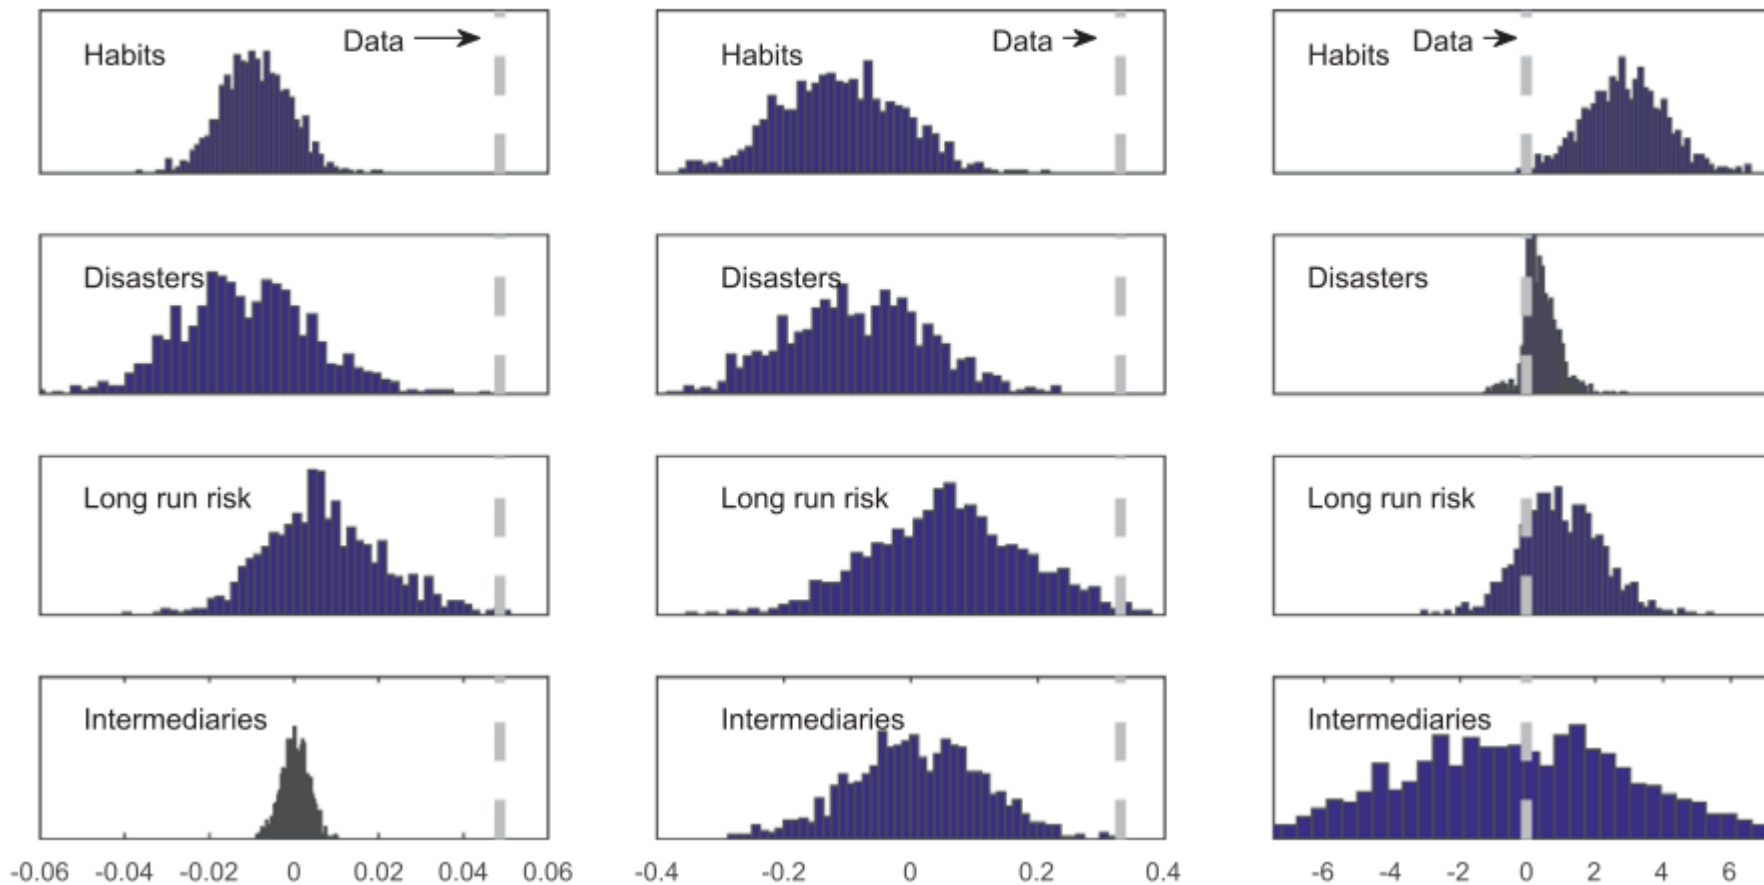 Habits Data
Habits Data
Habits Data
Disasters
Disasters
Disasters
Long run risk
Long run risk
Long run risk
Intermediaries
Intermediaries
Intermediaries
-0.06 -0.04 -0.02 0 0.02 0.04 0.06
-0.4 -0.2 0 0.2 0.4
-6 -4 -2 0 2 4 6